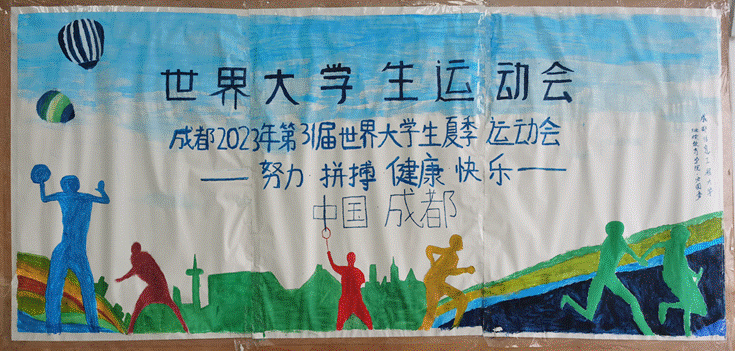 世界大学生运动会
成都2023年第31届世界大学生夏季运动会
努力 拼搏 健康 快乐
中国 成都